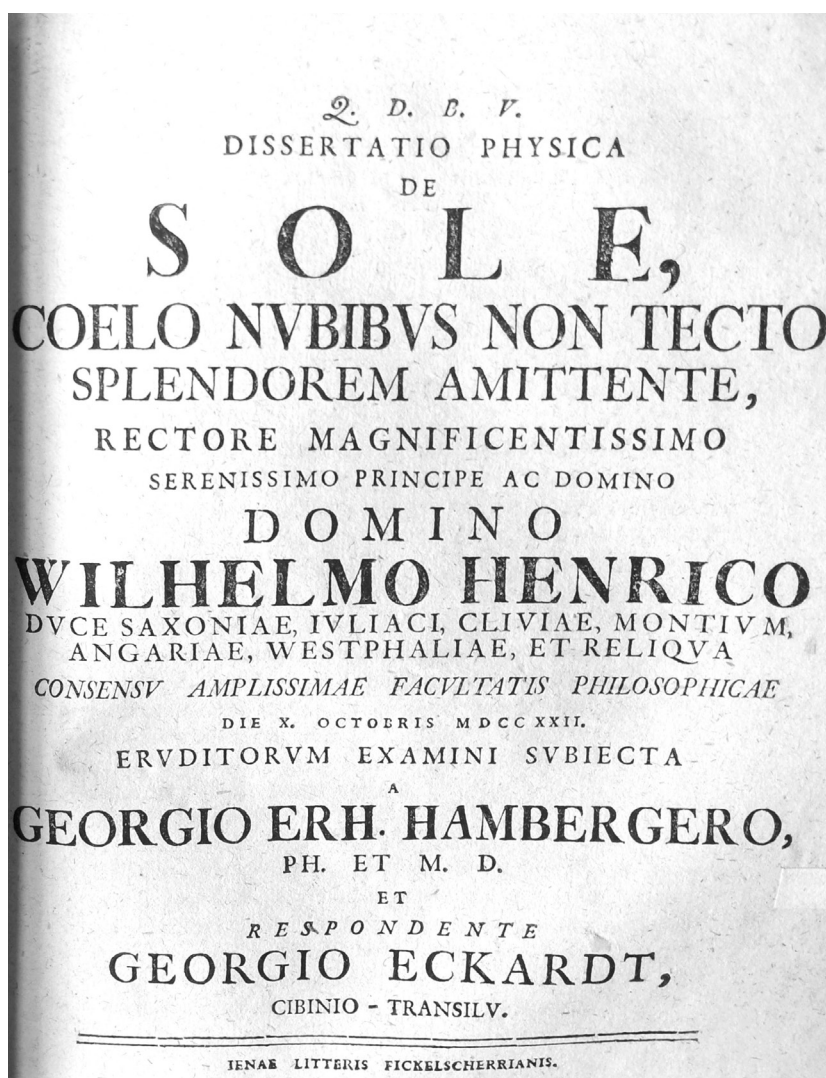 Q. D. B. V.
DISSERTATIO PHYSICA
DE
SOLE,
COELO NVBIBVS NON TECTO
SPLENDOREM AMITTENTE,
RECTORE MAGNIFICENTISSIMO
SERENISSIMO PRINCIPE AC DOMINO
DOMINO
WILHELMO HENRICO
DVCE SAXONIAE, IVLIACI, CLIVIAE, MONTIVM,
ANGARIAE, WESTPHALIAE, ET RELIQVA
CONSENSV AMPLISSIMAE FACVLTATIS PHILOSOPHICAE
DIE X. OCTOBRIS MDCCXXII.
ERVDITORVM EXAMINI SVBIECTA
A
GEORGIO ERH. HAMBERGERO,
PH. ET M. D.
ET
RESPONDENTE
GEORGIO ECKARDT,
CIBINIO - TRANSILV.
IENAE LITTERIS FICKELSCHERRIANIS.